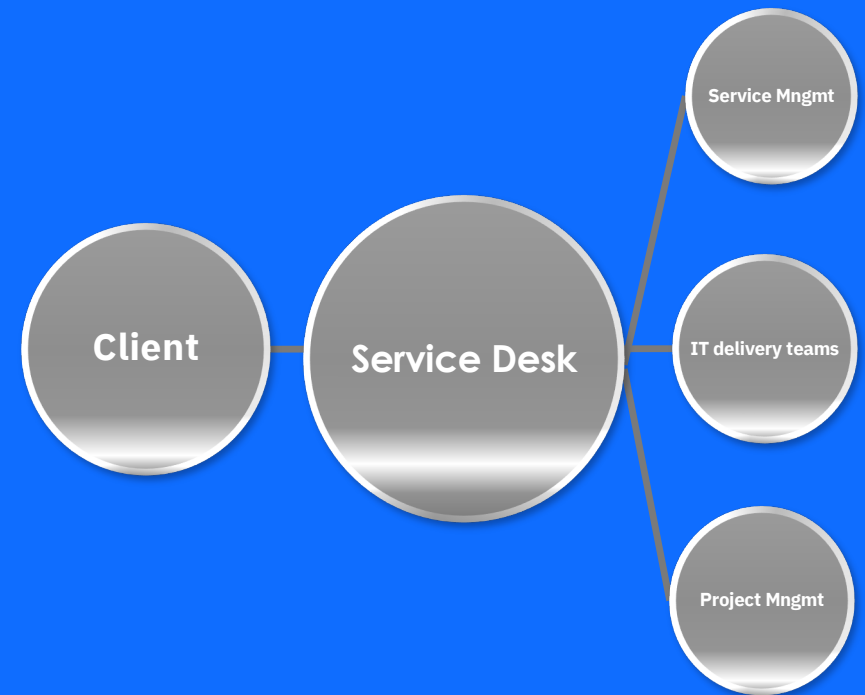 Service Mngmt
Client
Service Desk
IT delivery teams
Project Mngmt